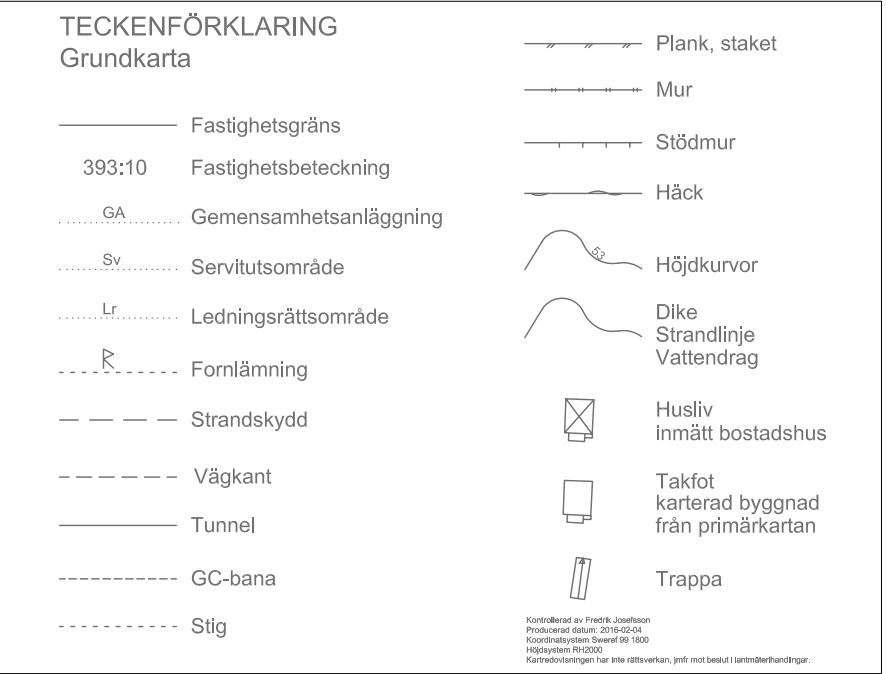 TECKENFÖRKLARING
Grundkarta
Fastighetsgräns
393:10 Fastighetsbeteckning
GA Gemensamhetsanläggning
Sv Servitutsområde
Lr Ledningsrättsområde
R Fornlämning
Strandskydd
Vägkant
Tunnel
GC-bana
Stig
Plank, staket
Mur
Stödmur
Häck
53 Höjdkurvor
Dike
Strandlinje
Vattendrag
Husliv
inmätt bostadshus
Takfot
karterad byggnad
från primärkartan
Trappa
Kontrollerad av Fredrik Josefsson
Producerad datum: 2016-02-04
Koordinatsystem Sweref 99 1800
Höjdsystem RH2000
Kartredovisningen har inte rättsverkan, jmfr mot beslut i lantmäterihandlingar.